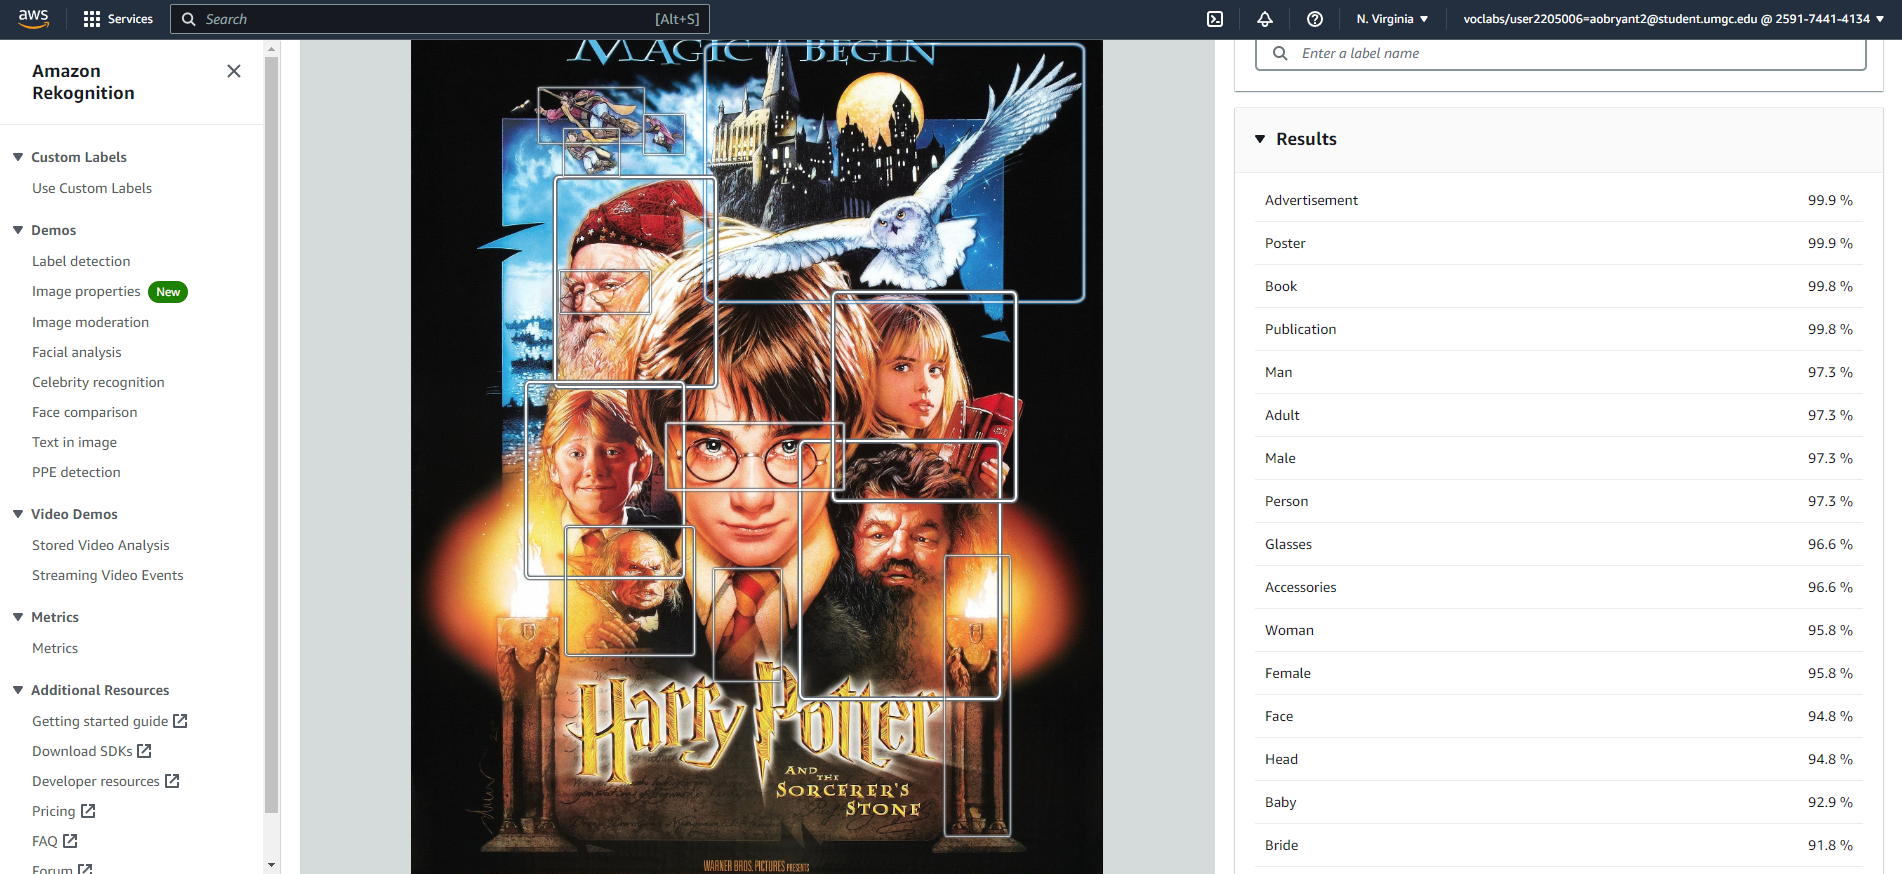 aws
Services
Search
[Alt+S]
N. Virginia
voclabs/user2205006=aobryant2@student.umgc.edu @ 2591-7441-4134
Amazon
Rekognition
Custom Labels
Use Custom Labels
Demos
Label detection
Image properties New
Image moderation
Facial analysis
Celebrity recognition
Face comparison
Text in image
PPE detection
Video Demos
Stored Video Analysis
Streaming Video Events
Metrics
Metrics
Additional Resources
Getting started guide
Download SDKs
Developer resources
Pricing
FAQ
Forum
MAGIC BEGIN
Harry Potter
AND THE
SORCERER'S
STONE
WARNER BROS. PICTURES PRESENTS
Enter a label name
Results
Advertisement 99.9 %
Poster 99.9 %
Book 99.8 %
Publication 99.8 %
Man 97.3 %
Adult 97.3 %
Male 97.3 %
Person 97.3 %
Glasses 96.6 %
Accessories 96.6 %
Woman 95.8 %
Female 95.8 %
Face 94.8 %
Head 94.8 %
Baby 92.9 %
Bride 91.8 %